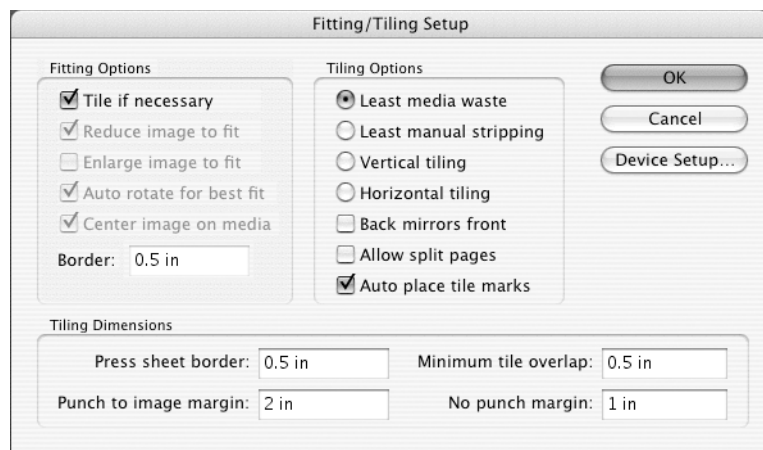 Fitting/Tiling Setup
Fitting Options
Tile if necessary
Reduce image to fit
Enlarge image to fit
Auto rotate for best fit
Center image on media
Border: 0.5 in
Tiling Options
Least media waste
Least manual stripping
Vertical tiling
Horizontal tiling
Back mirrors front
Allow split pages
Auto place tile marks
OK
Cancel
Device Setup...
Tiling Dimensions
Press sheet border: 0.5 in
Minimum tile overlap: 0.5 in
Punch to image margin: 2 in
No punch margin: 1 in